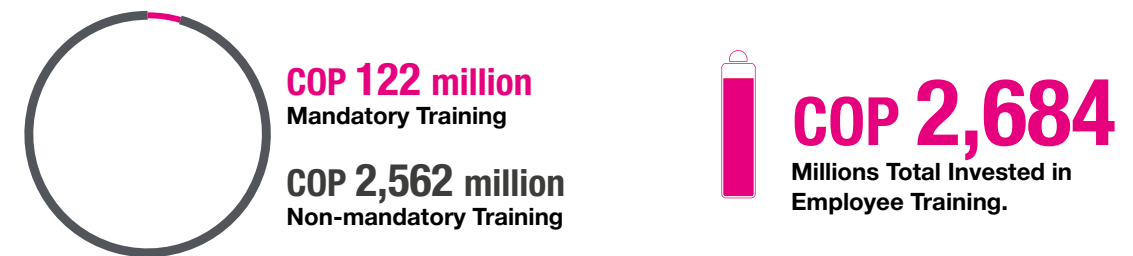 COP 122 million
Mandatory Training
COP 2,562 million
Non-mandatory Training
COP 2,684
Millions Total Invested in
Employee Training.